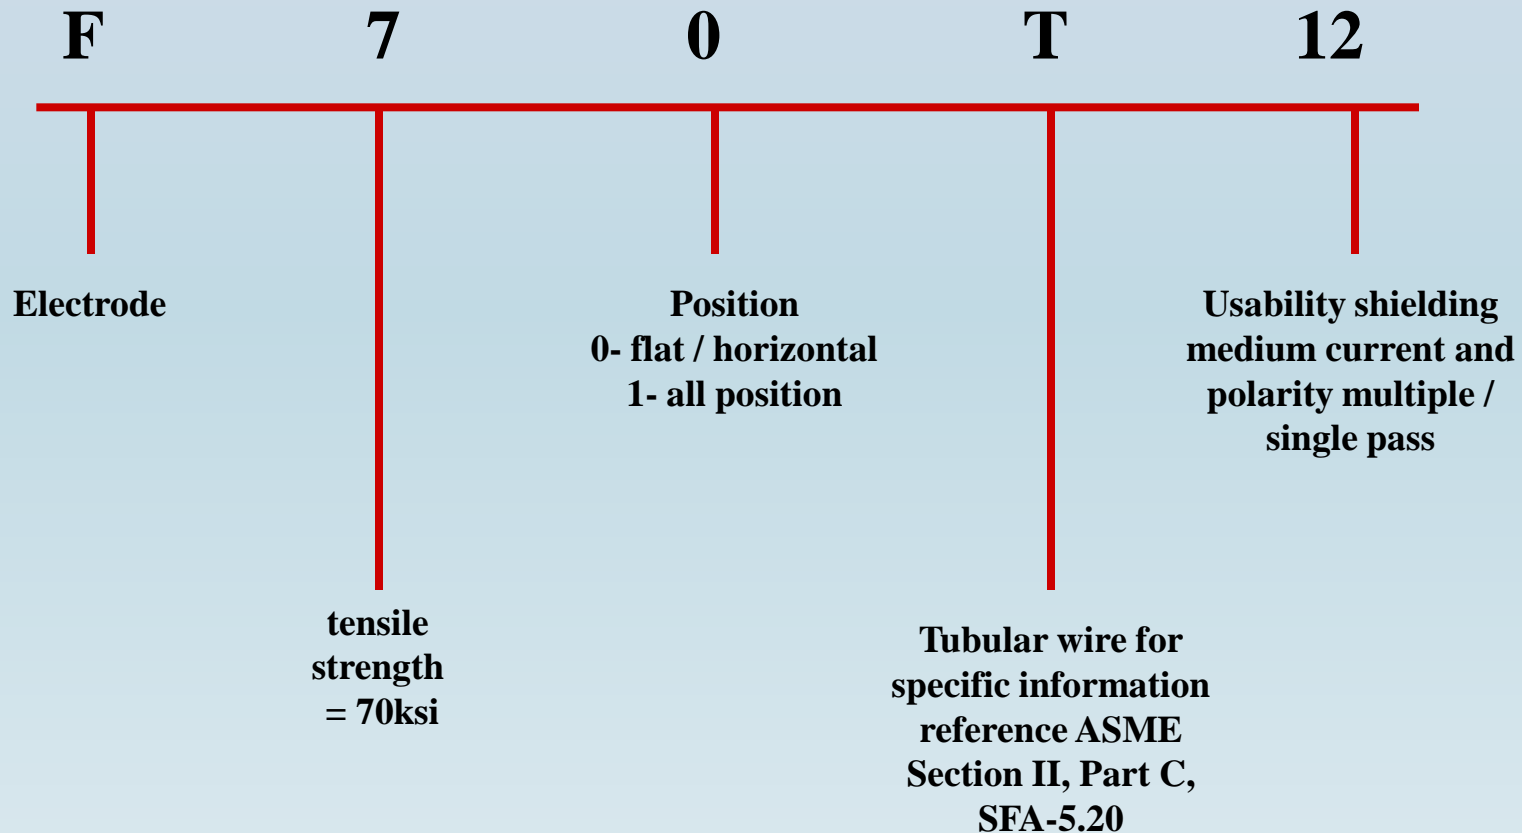 F 7 0 T 12
Electrode
tensile
strength
= 70ksi
Position
0- flat / horizontal
1- all position
Tubular wire for
specific information
reference ASME
Section II, Part C,
SFA-5.20
Usability shielding
medium current and
polarity multiple /
single pass